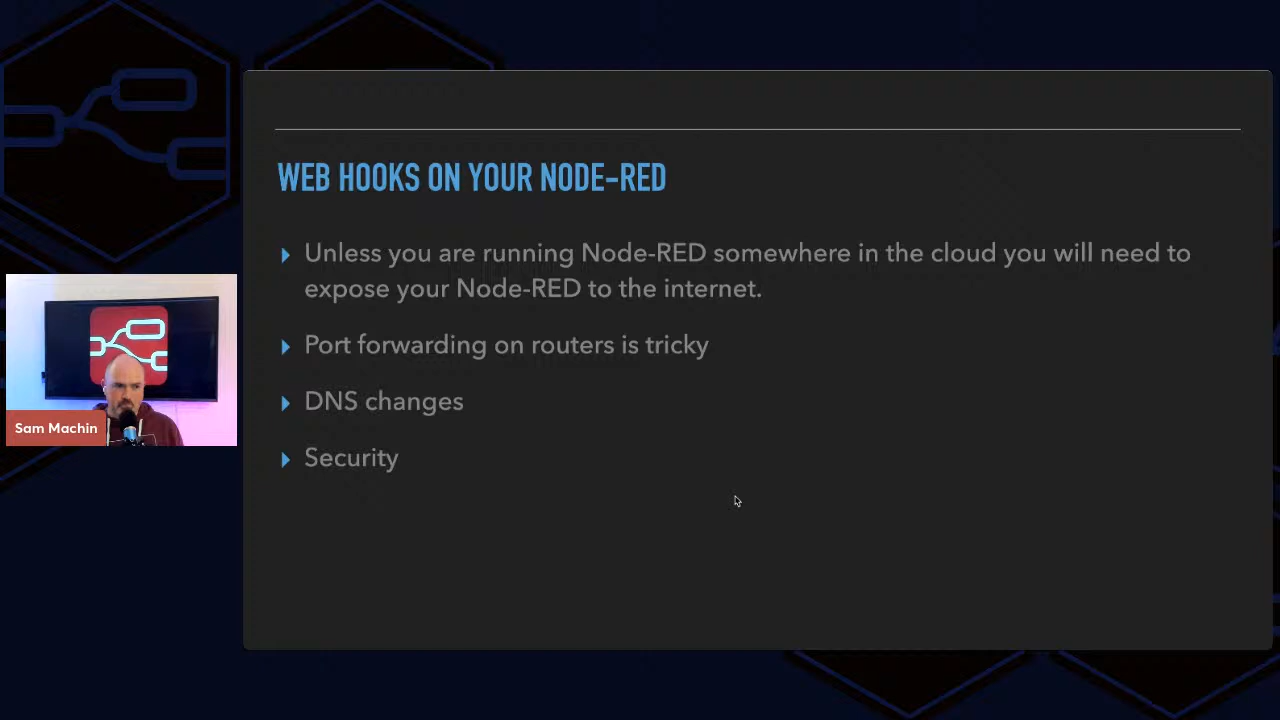 WEB HOOKS ON YOUR NODE-RED
Unless you are running Node-RED somewhere in the cloud you will need to
expose your Node-RED to the internet.
Port forwarding on routers is tricky
DNS changes
Security
Sam Machin